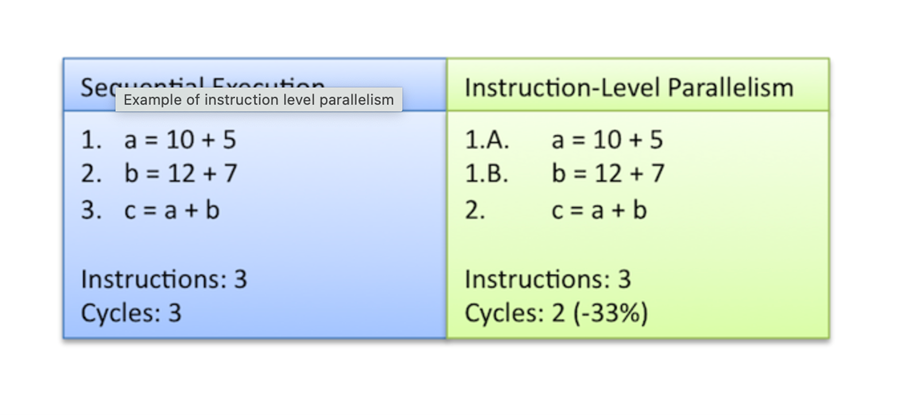 Sequential Execution
Example of instruction level parallelism
1. a = 10 + 5
2. b = 12 + 7
3. c = a + b
Instructions: 3
Cycles: 3
Instruction-Level Parallelism
1.A. a = 10 + 5
1.B. b = 12 + 7
2. c = a + b
Instructions: 3
Cycles: 2 (-33%)